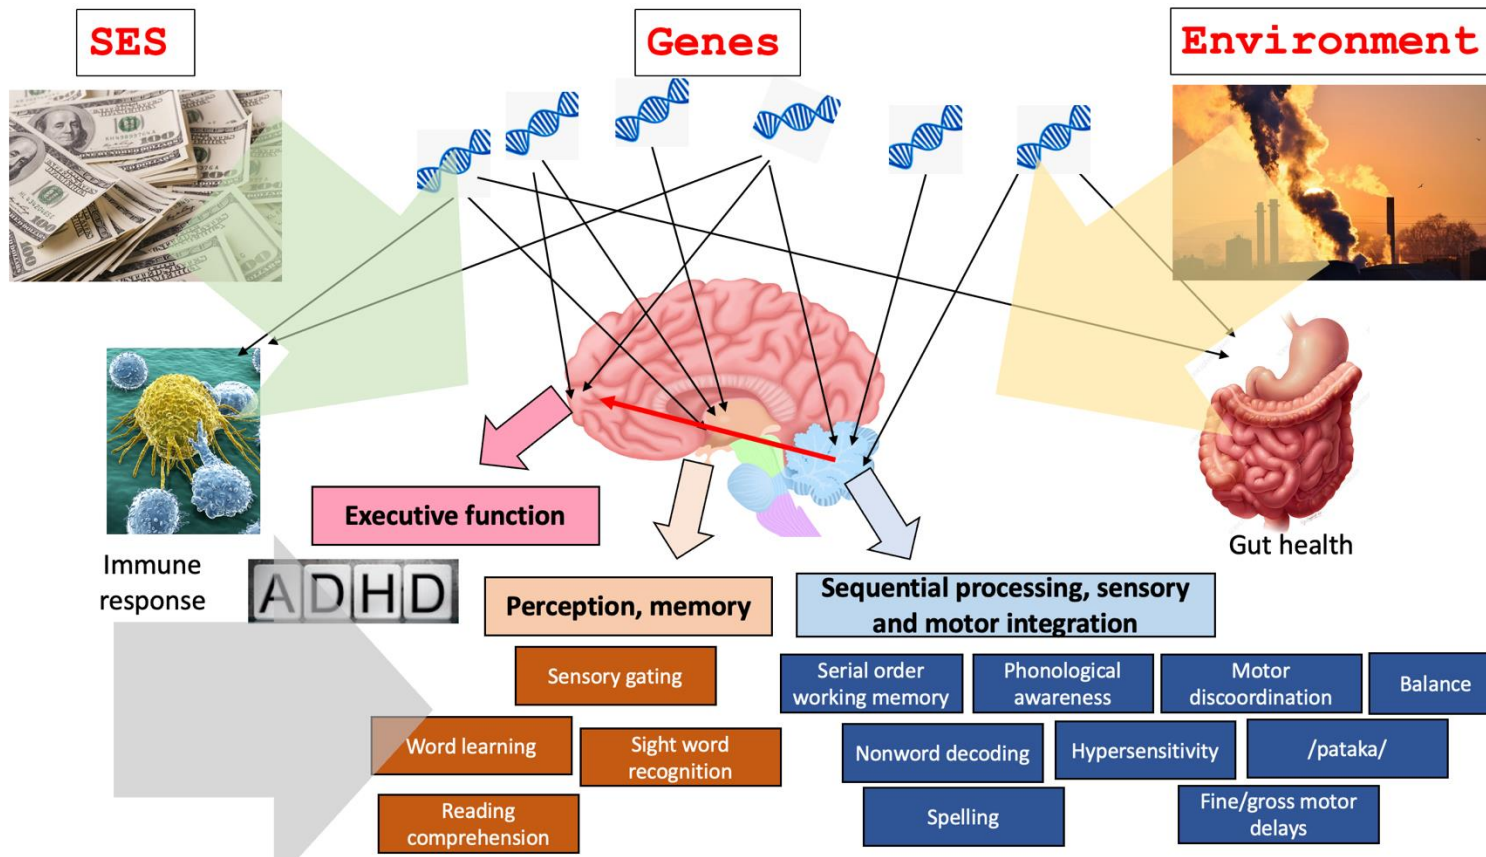 SES
Genes
Environment
Immune
response
Gut health
Executive function
ADHD
Perception, memory
Sequential processing, sensory
and motor integration
Sensory gating
Word learning
Sight word
recognition
Reading
comprehension
Serial order
working memory
Phonological
awareness
Motor
discoordination
Balance
Nonword decoding
Hypersensitivity
/pataka/
Spelling
Fine/gross motor
delays